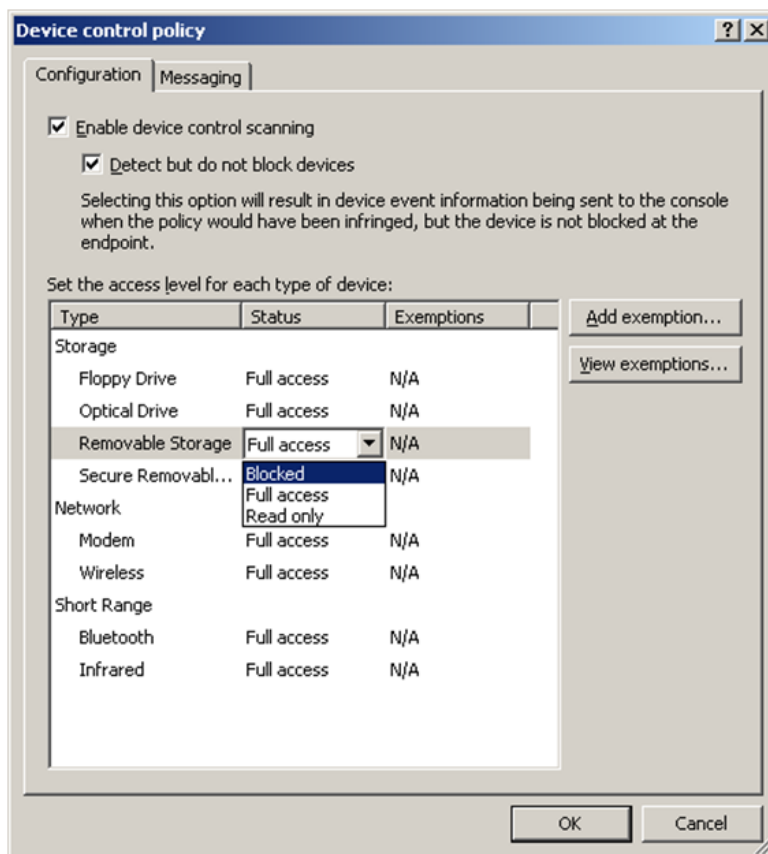 Device control policy
Configuration Messaging
Enable device control scanning
Detect but do not block devices
Selecting this option will result in device event information being sent to the console
when the policy would have been infringed, but the device is not blocked at the
endpoint.
Set the access level for each type of device:
Type Status Exemptions Add exemption...
Storage
View exemptions...
Floppy Drive Full access N/A
Optical Drive Full access N/A
Removable Storage Full access N/A
Secure Removabl... Blocked N/A
Full access
Network
Read only
Modem Full access N/A
Wireless Full access N/A
Short Range
Bluetooth Full access N/A
Infrared Full access N/A
OK Cancel